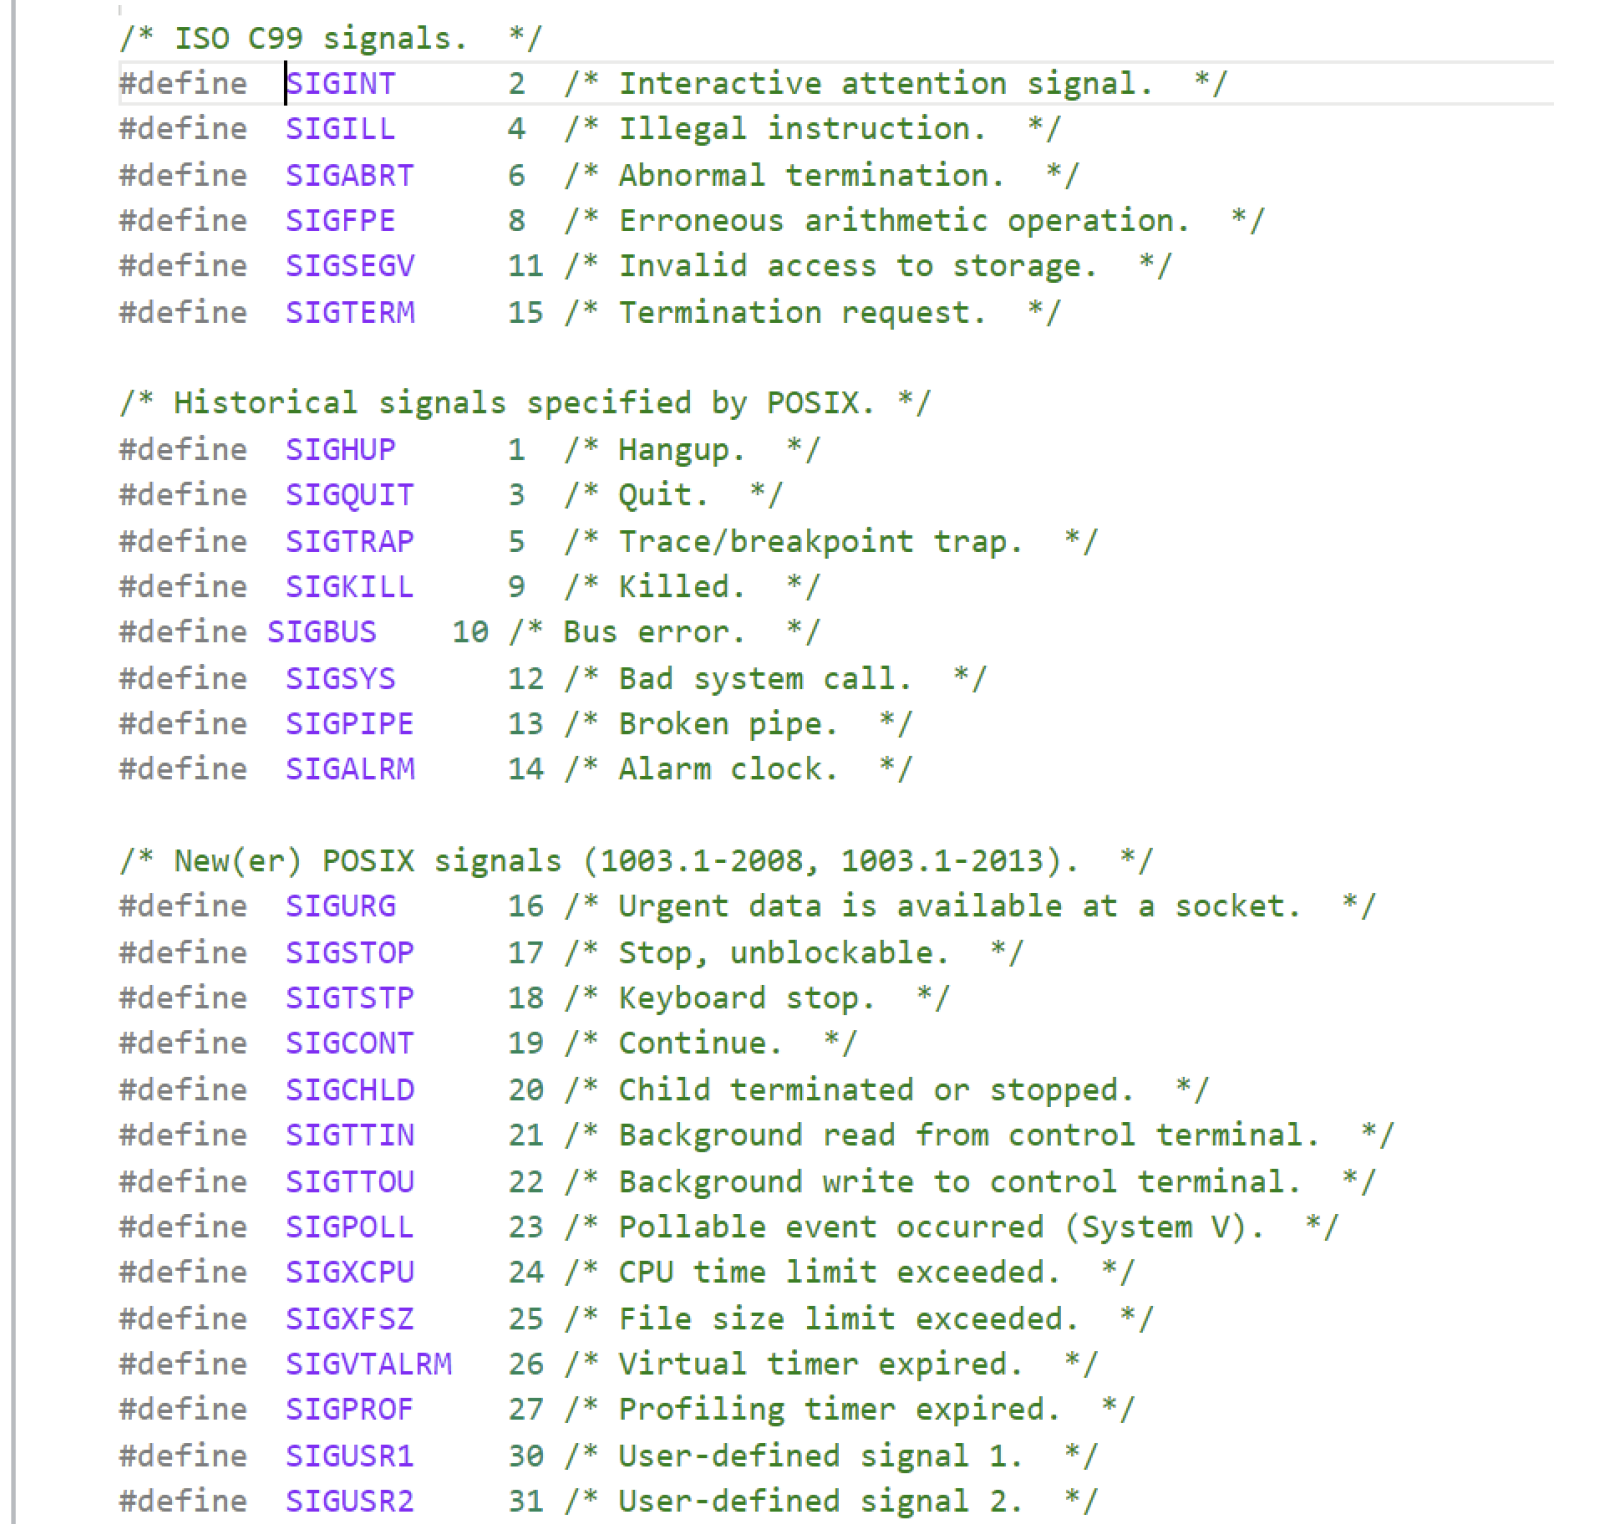 /* ISO C99 signals.  */
#define  SIGINT      2  /* Interactive attention signal.  */
#define  SIGILL      4  /* Illegal instruction.  */
#define  SIGABRT     6  /* Abnormal termination.  */
#define  SIGFPE      8  /* Erroneous arithmetic operation.  */
#define  SIGSEGV     11 /* Invalid access to storage.  */
#define  SIGTERM     15 /* Termination request.  */

/* Historical signals specified by POSIX. */
#define  SIGHUP      1  /* Hangup.  */
#define  SIGQUIT     3  /* Quit.  */
#define  SIGTRAP     5  /* Trace/breakpoint trap.  */
#define  SIGKILL     9  /* Killed.  */
#define SIGBUS    10 /* Bus error.  */
#define  SIGSYS      12 /* Bad system call.  */
#define  SIGPIPE     13 /* Broken pipe.  */
#define  SIGALRM     14 /* Alarm clock.  */

/* New(er) POSIX signals (1003.1-2008, 1003.1-2013).  */
#define  SIGURG      16 /* Urgent data is available at a socket.  */
#define  SIGSTOP     17 /* Stop, unblockable.  */
#define  SIGTSTP     18 /* Keyboard stop.  */
#define  SIGCONT     19 /* Continue.  */
#define  SIGCHLD     20 /* Child terminated or stopped.  */
#define  SIGTTIN     21 /* Background read from control terminal.  */
#define  SIGTTOU     22 /* Background write to control terminal.  */
#define  SIGPOLL     23 /* Pollable event occurred (System V).  */
#define  SIGXCPU     24 /* CPU time limit exceeded.  */
#define  SIGXFSZ     25 /* File size limit exceeded.  */
#define  SIGVTALRM   26 /* Virtual timer expired.  */
#define  SIGPROF     27 /* Profiling timer expired.  */
#define  SIGUSR1     30 /* User-defined signal 1.  */
#define  SIGUSR2     31 /* User-defined signal 2.  */